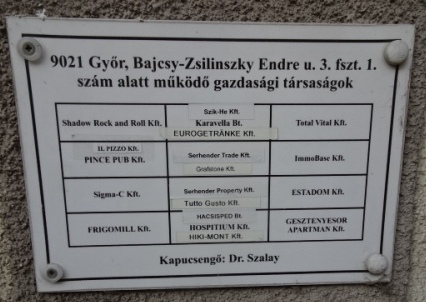 9021 Győr, Bajcsy-Zsilinszky Endre u. 3. fszt. 1.
szám alatt működő gazdasági társaságok
Shadow Rock and Roll Kft.
Szik-He Kft.
Karavella Bt.
EUROGETRÄNKE Kft.
Total Vital Kft.
IL PIZZO Kft.
PINCE PUB Kft.
Serhender Trade Kft.
Grafistone Kft.
ImmoBase Kft.
Sigma-C Kft.
Serhender Property Kft.
Tutto Gusto Kft.
ESTADOM Kft.
FRIGOMILL Kft.
HACSISPED Bt.
HOSPITIUM Kft.
HIKI-MONT Kft.
GESZTENYESOR
APARTMAN Kft.
Kapucsengő: Dr. Szalay